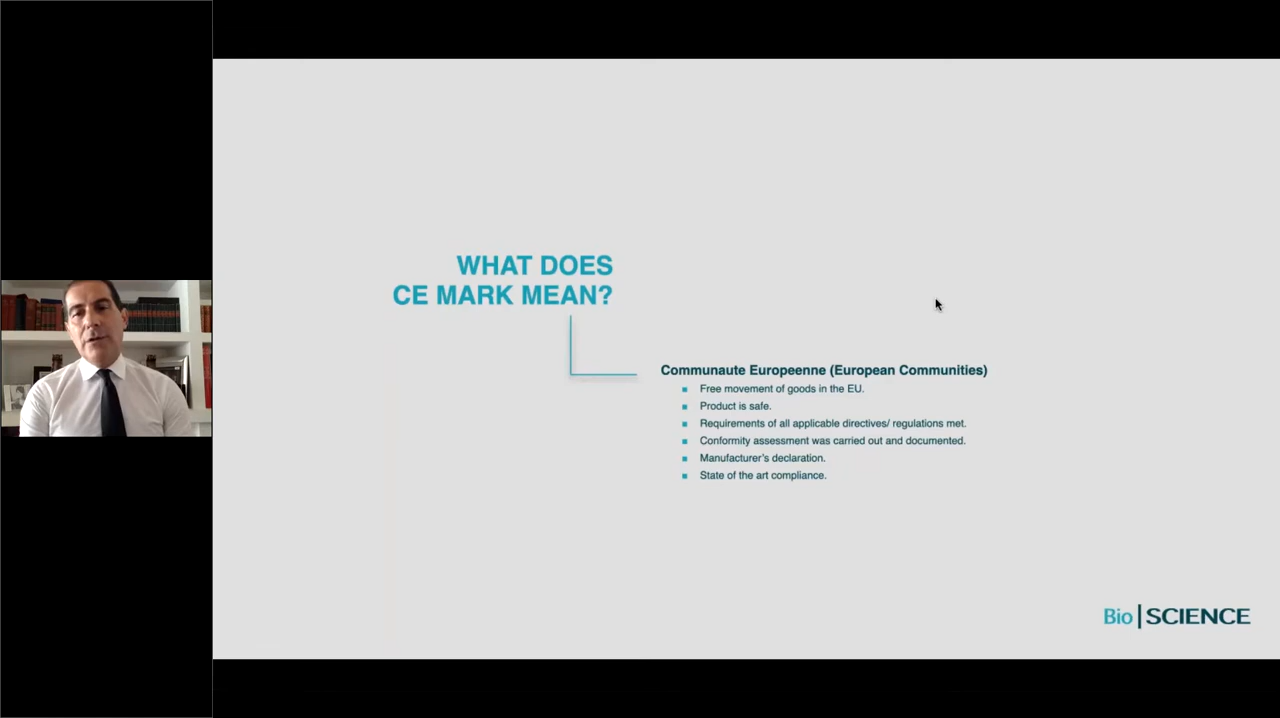 WHAT DOES
CE MARK MEAN?
Communaute Europeenne (European Communities)
Free movement of goods in the EU.
Product is safe.
Requirements of all applicable directives/ regulations met.
Conformity assessment was carried out and documented.
Manufacturer's declaration.
State of the art compliance.
Bio|SCIENCE